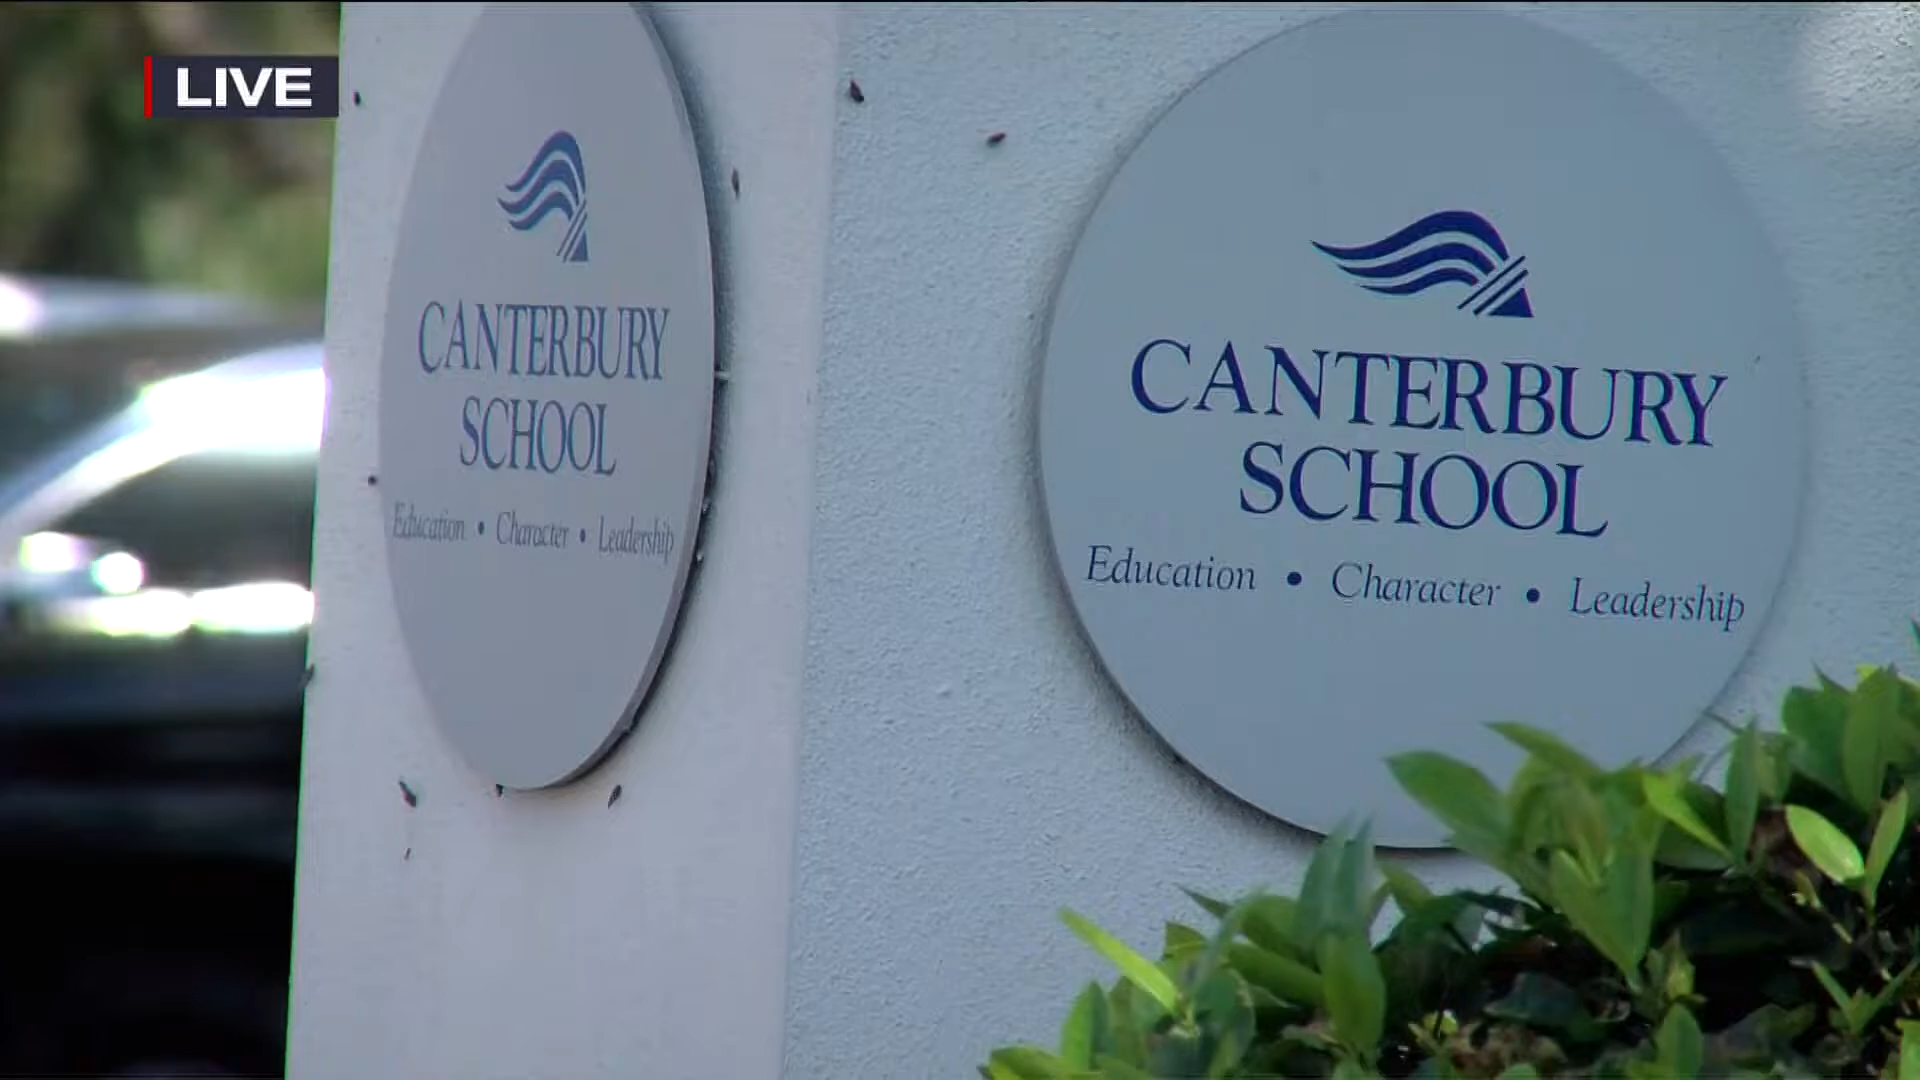 LIVE
CANTERBURY
SCHOOL
Education • Character • Leadership
CANTERBURY
SCHOOL
Education • Character • Leadership